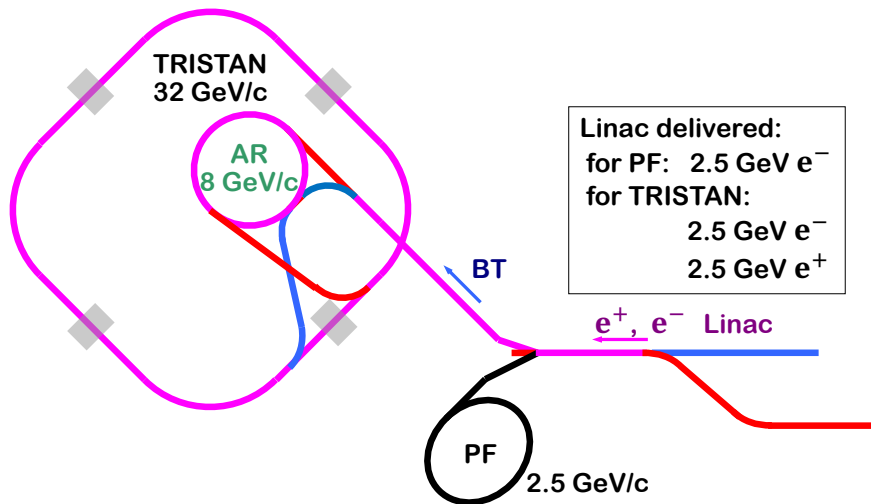 TRISTAN
32 GeV/c
AR
8 GeV/c
Linac delivered:
for PF: 2.5 GeV e⁻
for TRISTAN:
2.5 GeV e⁻
2.5 GeV e⁺
BT
e⁺, e⁻ Linac
PF
2.5 GeV/c